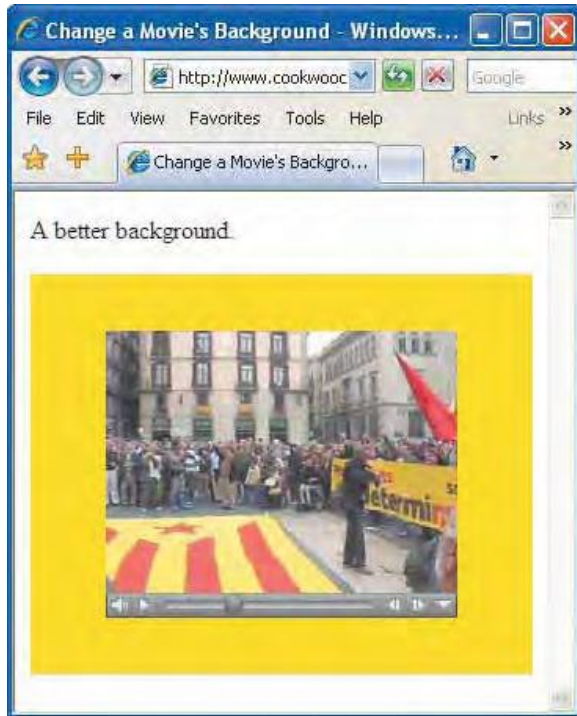 Change a Movie's Background - Windows...
http://www.cookwooc
Google
File Edit View Favorites Tools Help Links »
Change a Movie's Backgro... »
A better background.
determi